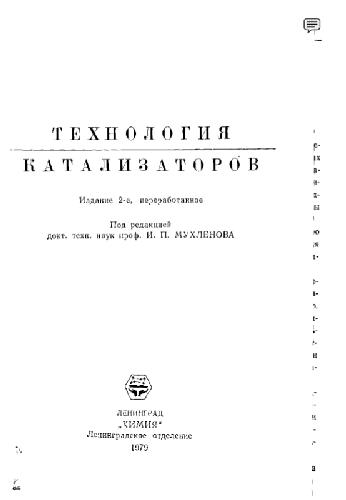 ТЕХНОЛОГИЯ
КАТАЛИЗАТОРОВ
Издание 2-е, переработанное
Под редакцией
докт. техн. наук проф. И. П. МУХЛЕНОВА
ЛЕНИНГРАД
„ХИМИЯ"
Ленинградское отделение
1979